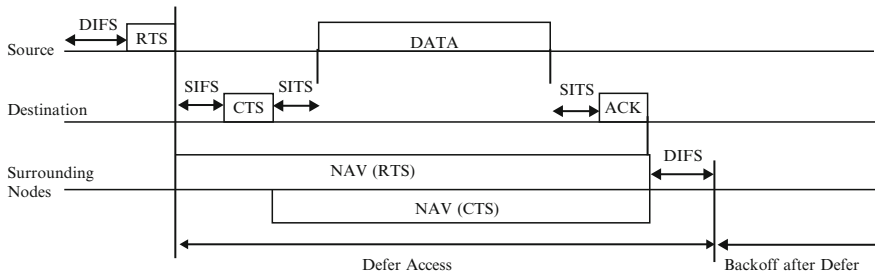 DIFS
RTS
Source
DATA
SIFS
CTS
SITS
SITS
ACK
Destination
Surrounding
Nodes
NAV (RTS)
DIFS
NAV (CTS)
Defer Access
Backoff after Defer